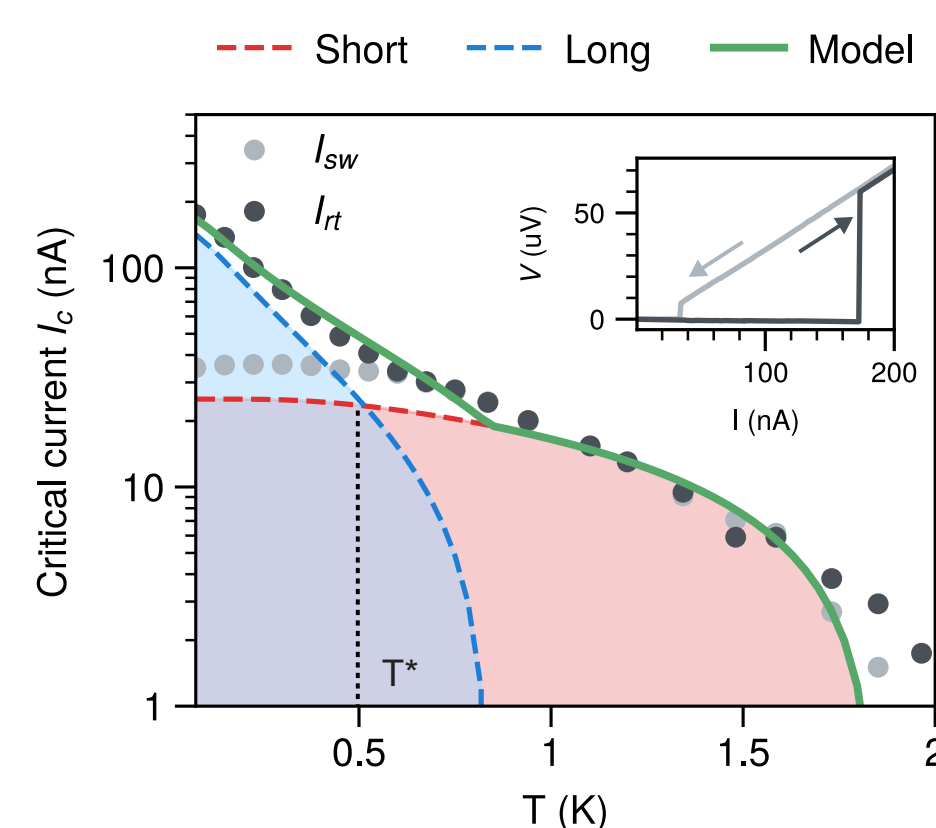 Short Long Model
I_sw
I_rt
V (uV)
50
0
100 200
I (nA)
Critical current I_c (nA)
100
10
1
T*
0.5 1 1.5 2
T (K)